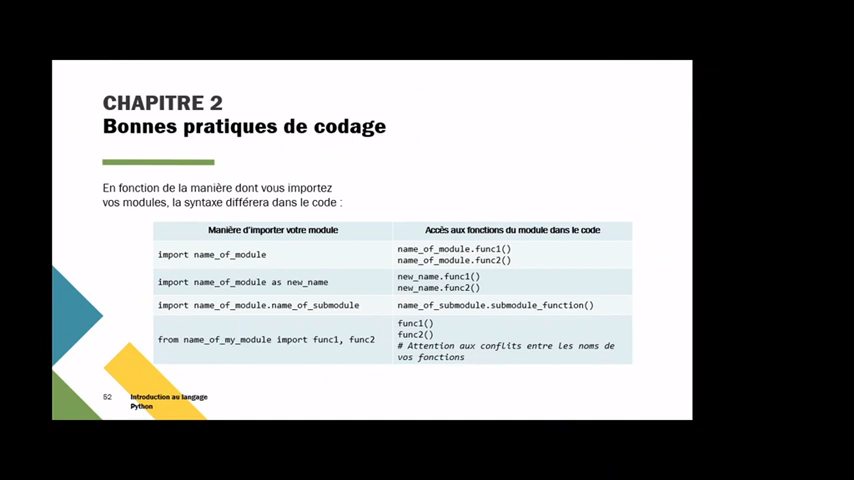 CHAPITRE 2
Bonnes pratiques de codage
En fonction de la manière dont vous importez
vos modules, la syntaxe différera dans le code :
Manière d'importer votre module
Accès aux fonctions du module dans le code
import name_of_module
name_of_module.func1()
name_of_module.func2()
import name_of_module as new_name
new_name.func1()
new_name.func2()
import name_of_module.name_of_submodule
name_of_submodule.submodule_function()
from name_of_my_module import func1, func2
func1()
func2()
# Attention aux conflits entre les noms de
vos fonctions
52
Introduction au langage
Python